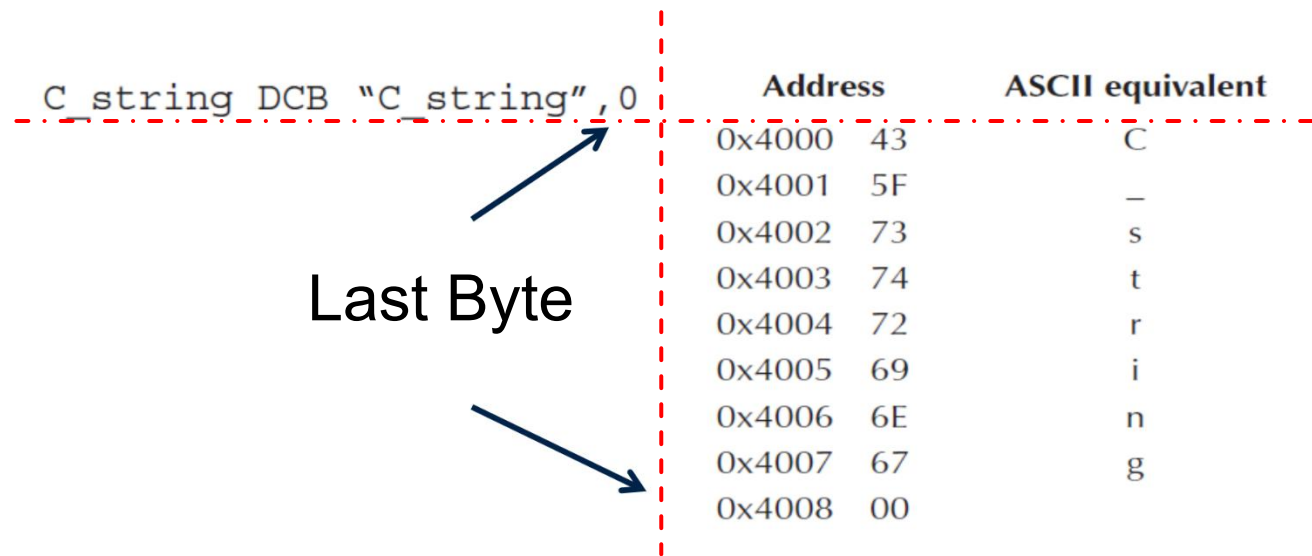 C_string DCB “C_string”,0
Last Byte
Address ASCII equivalent
0x4000 43 C
0x4001 5F _
0x4002 73 s
0x4003 74 t
0x4004 72 r
0x4005 69 i
0x4006 6E n
0x4007 67 g
0x4008 00